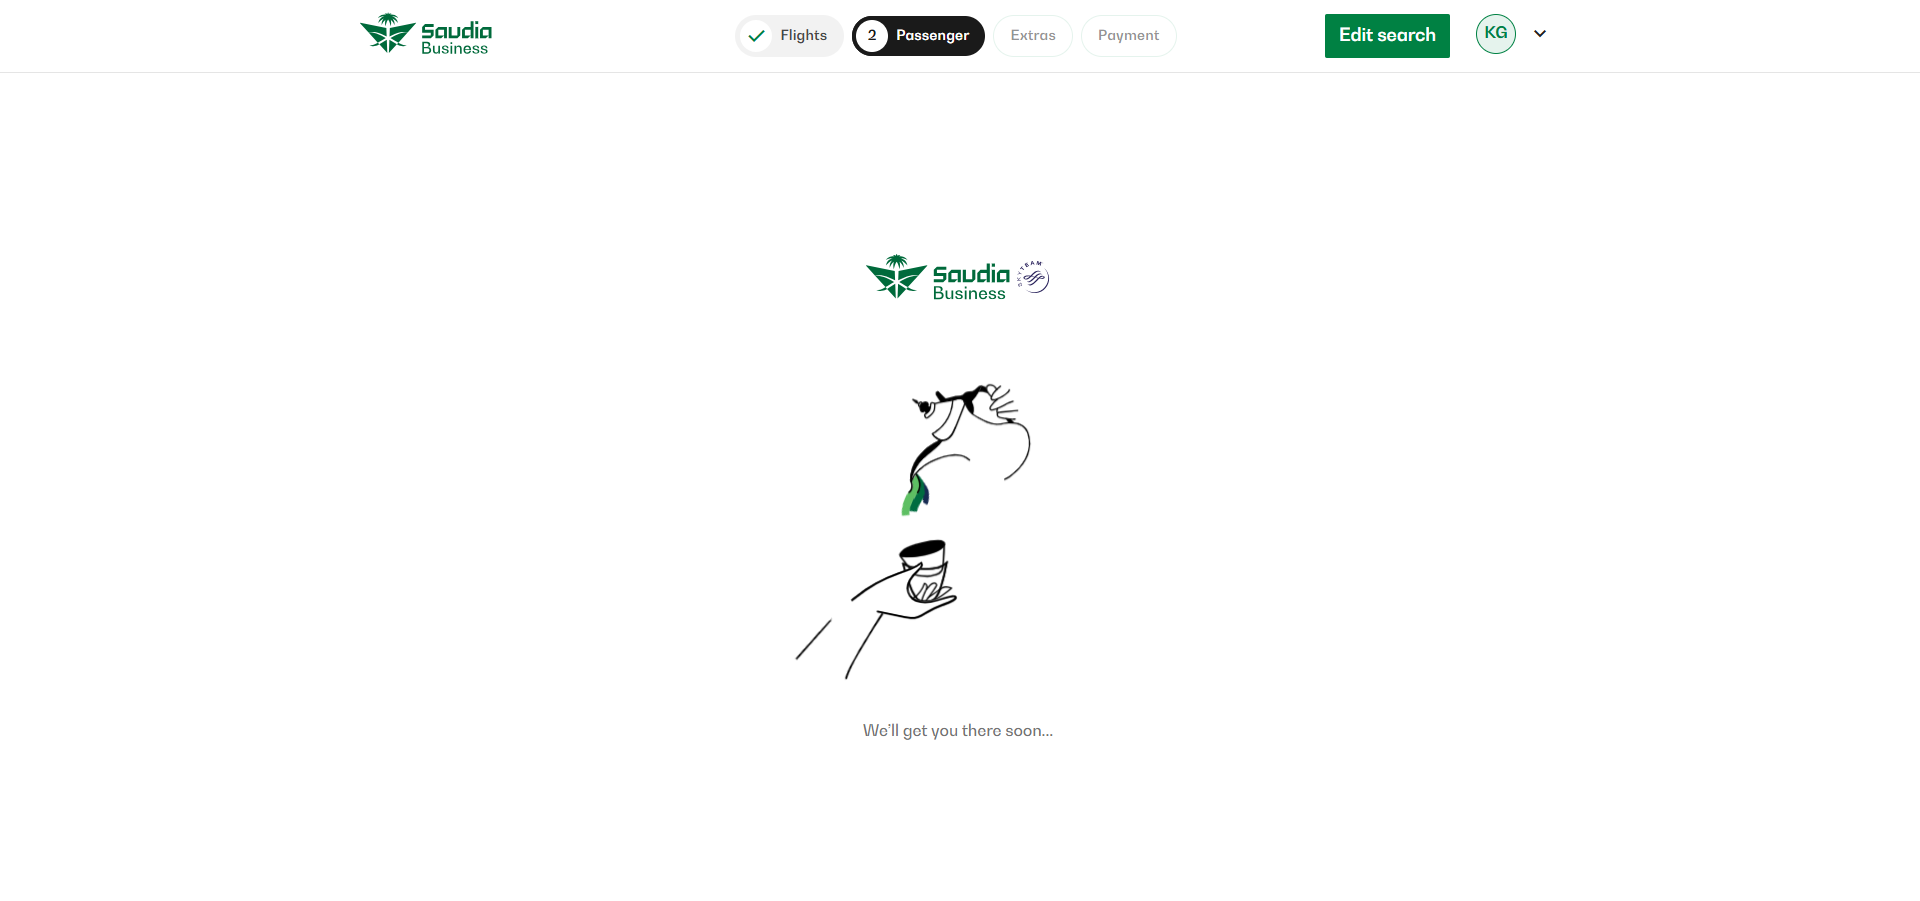 Saudia
Business
Flights
2 Passenger
Extras
Payment
Edit search
KG
Saudia
Business
SKYTEAM
We'll get you there soon...